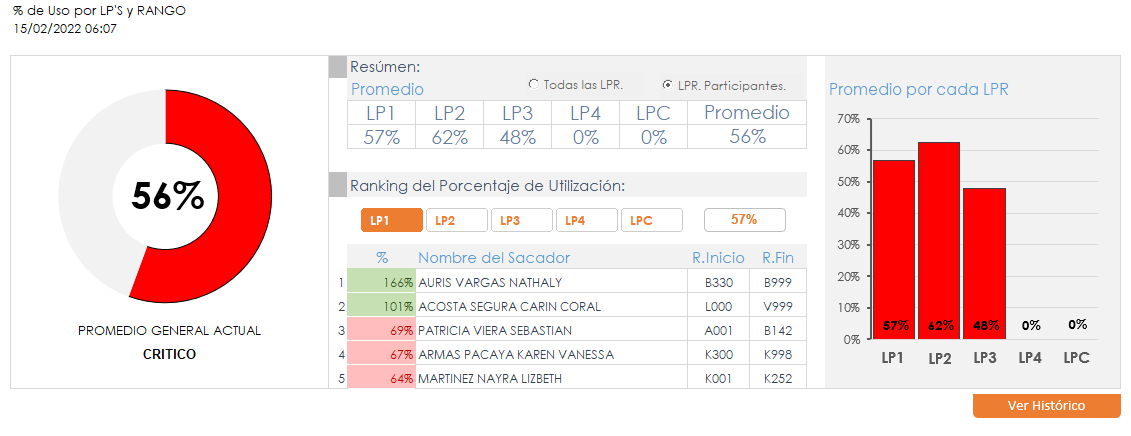 % de Uso por LP'S y RANGO
15/02/2022 06:07
56%
PROMEDIO GENERAL ACTUAL
CRITICO
Resúmen:
Promedio
Todas las LPR.
LPR. Participantes.
LP1 LP2 LP3 LP4 LPC Promedio
57% 62% 48% 0% 0% 56%
Ranking del Porcentaje de Utilización:
LP1 LP2 LP3 LP4 LPC 57%
% Nombre del Sacador R.Inicio R.Fin
1 166% AURIS VARGAS NATHALY B330 B999
2 101% ACOSTA SEGURA CARIN CORAL L000 V999
3 69% PATRICIA VIERA SEBASTIAN A001 B142
4 67% ARMAS PACAYA KAREN VANESSA K300 K998
5 64% MARTINEZ NAYRA LIZBETH K001 K252
Promedio por cada LPR
70%
60%
50%
40%
30%
20%
10%
0%
57% 62% 48% 0% 0%
LP1 LP2 LP3 LP4 LPC
Ver Histórico